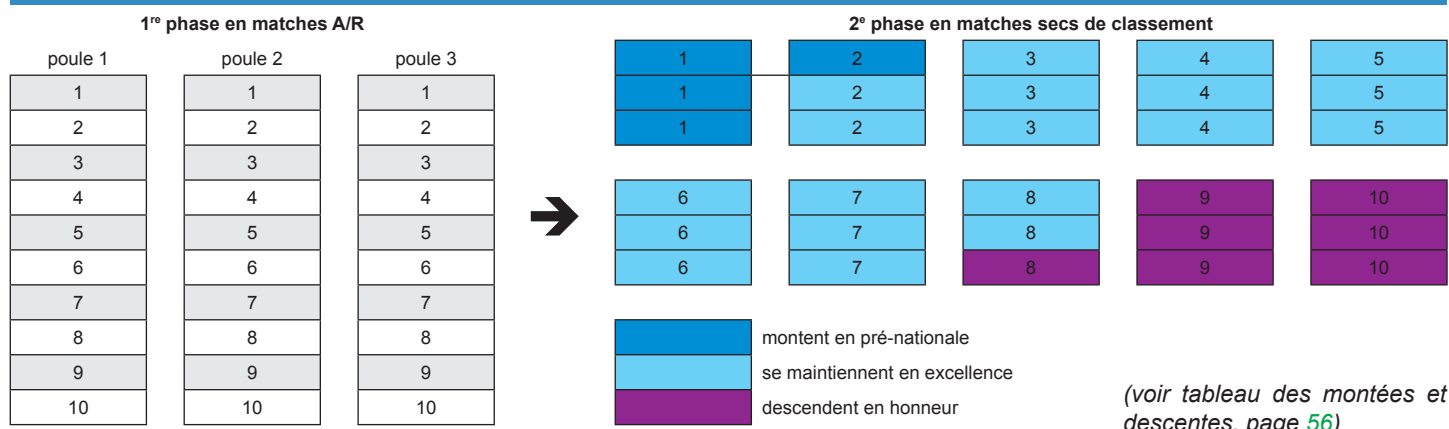 1re phase en matches A/R
poule 1 poule 2 poule 3
1 1 1
2 2 2
3 3 3
4 4 4
5 5 5
6 6 6
7 7 7
8 8 8
9 9 9
10 10 10
➔
2e phase en matches secs de classement
1 2 3 4 5
1 2 3 4 5
1 2 3 4 5
6 7 8 9 10
6 7 8 9 10
6 7 8 9 10
montent en pré-nationale
se maintiennent en excellence
descendent en honneur
(voir tableau des montées et
descentes, page 56)